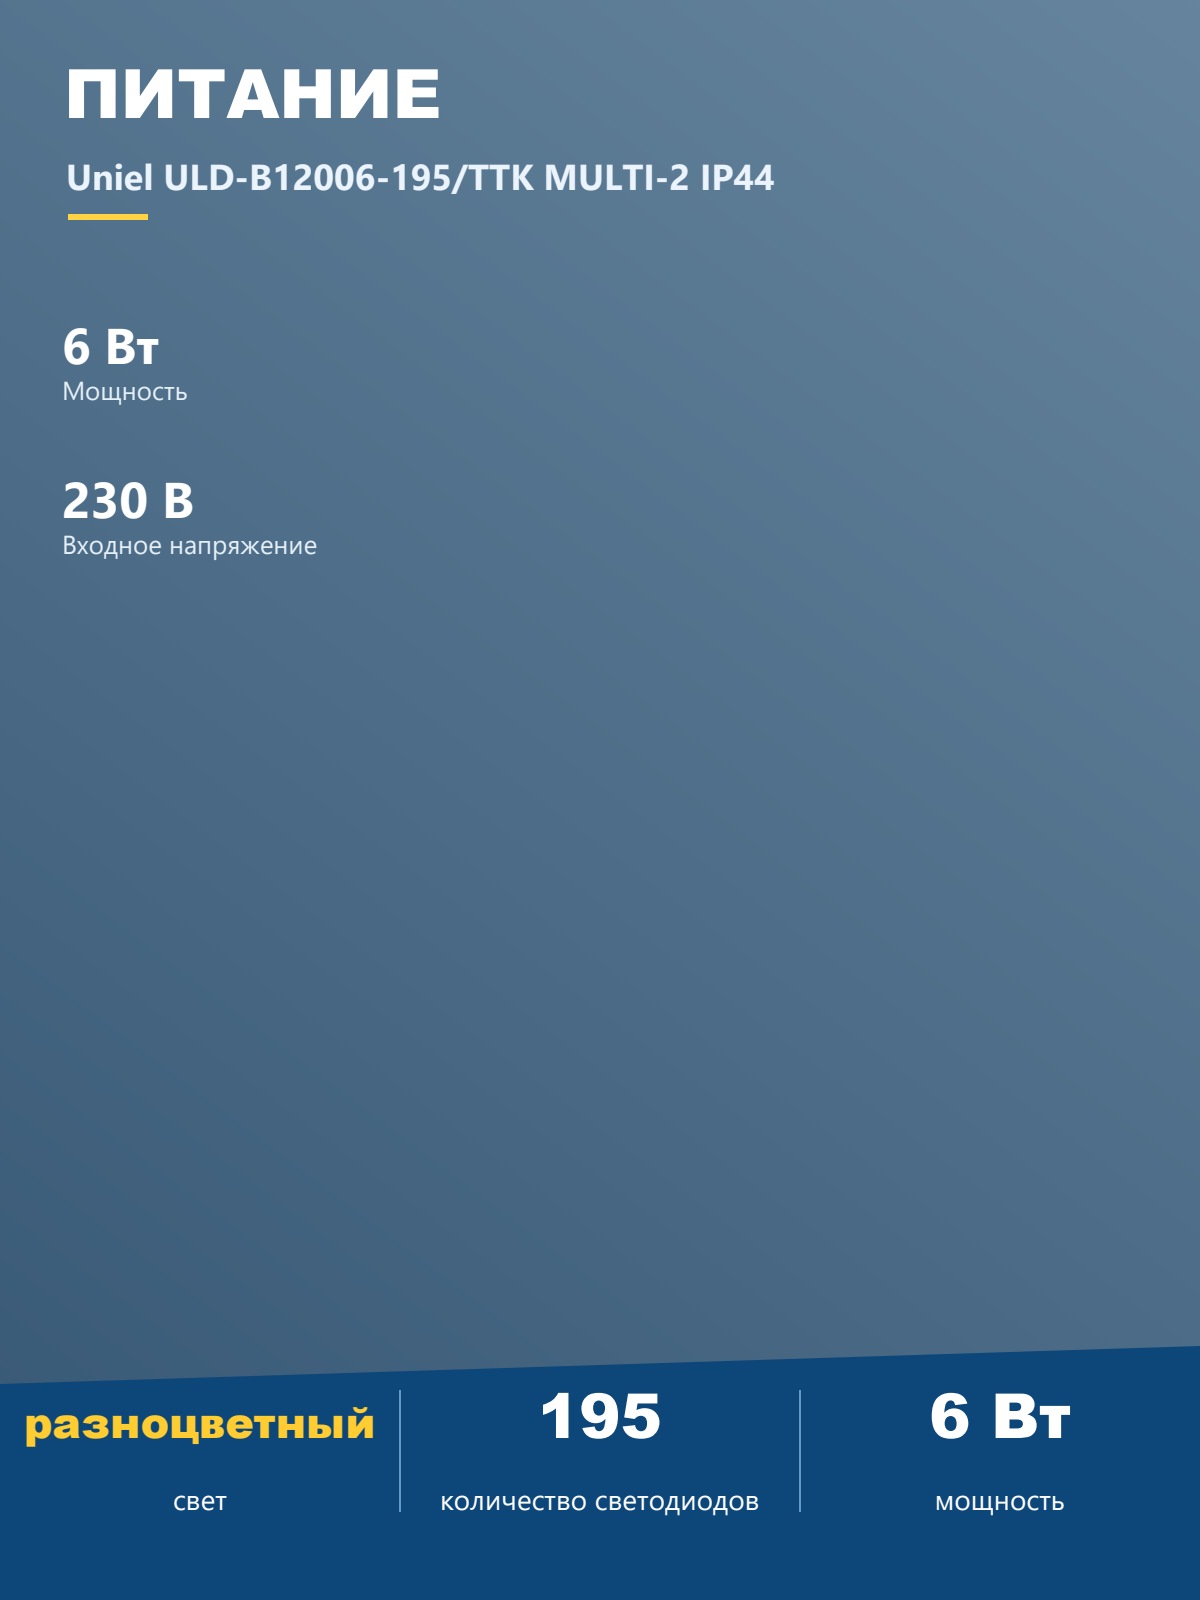 ПИТАНИЕ
Uniel ULD-B12006-195/TTK MULTI-2 IP44
6 Вт
Мощность
230 В
Входное напряжение
разноцветный
свет
195
количество светодиодов
6 Вт
мощность